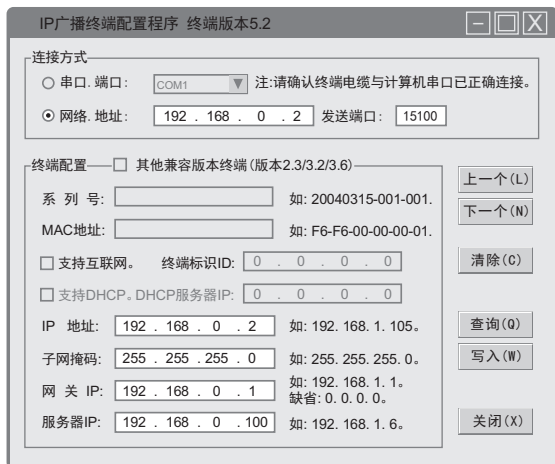 IP广播终端配置程序 终端版本5.2
连接方式
串口. 端口: COM1 注:请确认终端电缆与计算机串口已正确连接。
网络. 地址: 192 . 168 . 0 . 2 发送端口: 15100
终端配置 其他兼容版本终端(版本2.3/3.2/3.6)
上一个(L)
系 列 号: 如: 20040315-001-001.
下一个(N)
MAC地址: 如: F6-F6-00-00-00-01.
支持互联网。 终端标识ID: 0 . 0 . 0 . 0
清除(C)
支持DHCP。DHCP服务器IP: 0 . 0 . 0 . 0
IP 地址: 192 . 168 . 0 . 2 如: 192. 168. 1. 105。
查询(Q)
子网掩码: 255 . 255 . 255 . 0 如: 255. 255. 255. 0。
写入(W)
网 关 IP: 192 . 168 . 0 . 1 如: 192. 168. 1. 1。
缺省: 0. 0. 0. 0。
服务器IP: 192 . 168 . 0 . 100 如: 192. 168. 1. 6。
关闭(X)